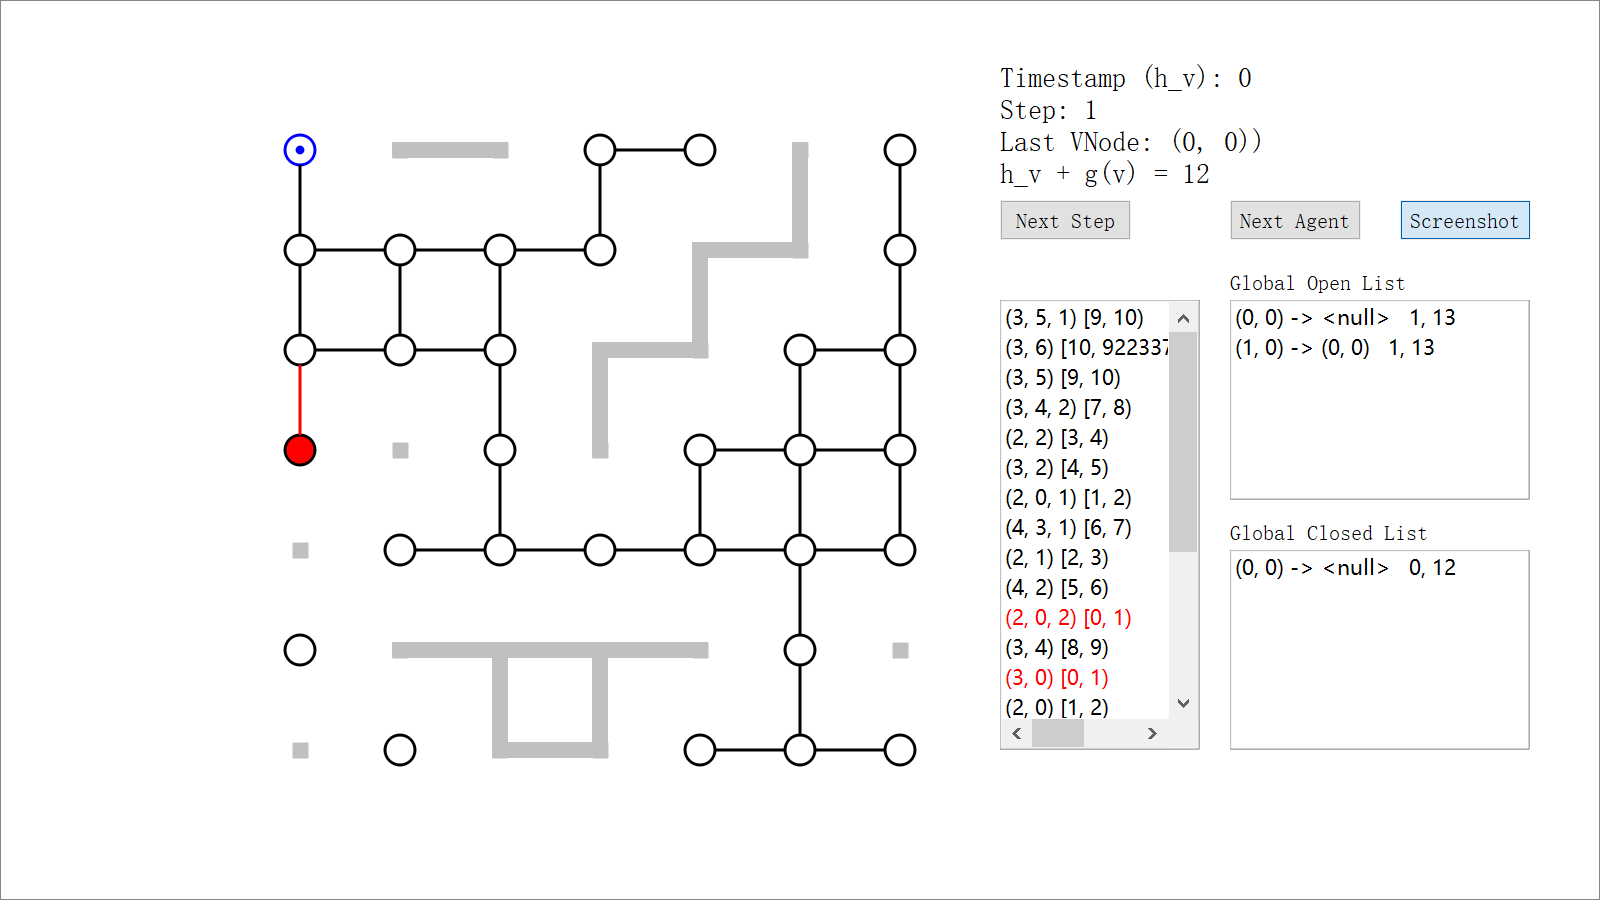 Timestamp (h_v): 0
Step: 1
Last VNode: (0, 0))
h_v + g(v) = 12
Next Step
Next Agent
Screenshot
(3, 5, 1) [9, 10)
(3, 6) [10, 922337
(3, 5) [9, 10)
(3, 4, 2) [7, 8)
(2, 2) [3, 4)
(3, 2) [4, 5)
(2, 0, 1) [1, 2)
(4, 3, 1) [6, 7)
(2, 1) [2, 3)
(4, 2) [5, 6)
(2, 0, 2) [0, 1)
(3, 4) [8, 9)
(3, 0) [0, 1)
(2, 0) [1, 2)
Global Open List
(0, 0) -> <null> 1, 13
(1, 0) -> (0, 0) 1, 13
Global Closed List
(0, 0) -> <null> 0, 12